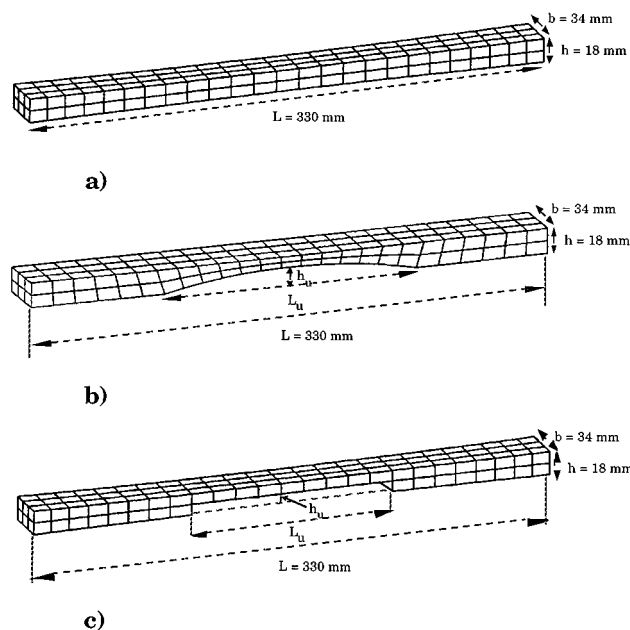 b = 34 mm
h = 18 mm
L = 330 mm
a)
b = 34 mm
h = 18 mm
hu
Lu
L = 330 mm
b)
b = 34 mm
h = 18 mm
hu
Lu
L = 330 mm
c)